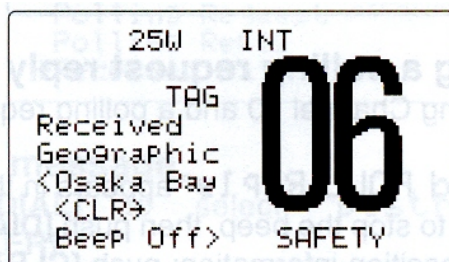 25W INT
TAG
Received
Geographic
<Osaka Bay
<CLR→
Beep Off>
06
SAFETY